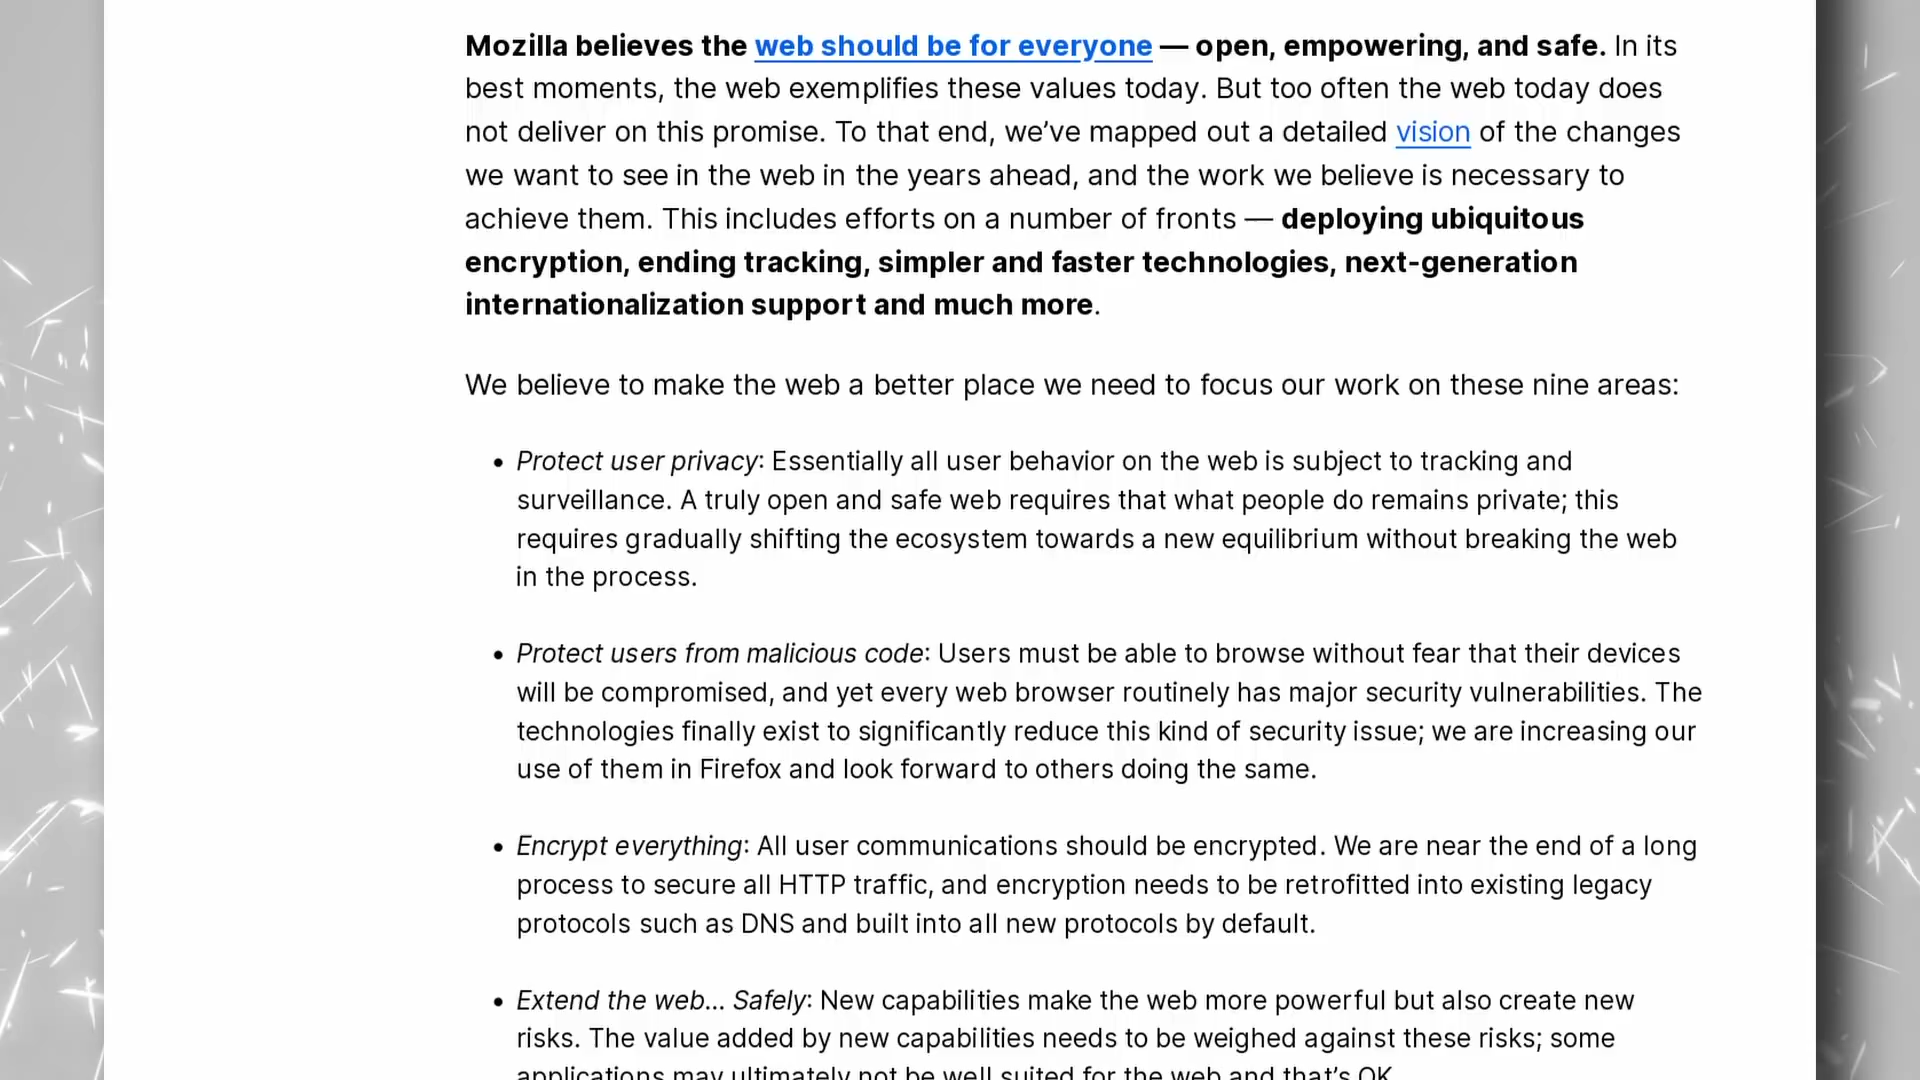 Mozilla believes the web should be for everyone — open, empowering, and safe. In its
best moments, the web exemplifies these values today. But too often the web today does
not deliver on this promise. To that end, we’ve mapped out a detailed vision of the changes
we want to see in the web in the years ahead, and the work we believe is necessary to
achieve them. This includes efforts on a number of fronts — deploying ubiquitous
encryption, ending tracking, simpler and faster technologies, next-generation
internationalization support and much more.
We believe to make the web a better place we need to focus our work on these nine areas:
• Protect user privacy: Essentially all user behavior on the web is subject to tracking and
surveillance. A truly open and safe web requires that what people do remains private; this
requires gradually shifting the ecosystem towards a new equilibrium without breaking the web
in the process.
• Protect users from malicious code: Users must be able to browse without fear that their devices
will be compromised, and yet every web browser routinely has major security vulnerabilities. The
technologies finally exist to significantly reduce this kind of security issue; we are increasing our
use of them in Firefox and look forward to others doing the same.
• Encrypt everything: All user communications should be encrypted. We are near the end of a long
process to secure all HTTP traffic, and encryption needs to be retrofitted into existing legacy
protocols such as DNS and built into all new protocols by default.
• Extend the web... Safely: New capabilities make the web more powerful but also create new
risks. The value added by new capabilities needs to be weighed against these risks; some
applications may ultimately not be well suited for the web and that’s OK.